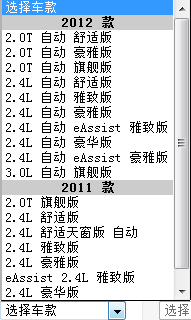 选择车款
2012 款
2.0T 自动 舒适版
2.0T 自动 豪雅版
2.0T 自动 旗舰版
2.4L 自动 舒适版
2.4L 自动 雅致版
2.4L 自动 豪雅版
2.4L 自动 eAssist 雅致版
2.4L 自动 豪华版
2.4L 自动 eAssist 豪雅版
3.0L 自动 旗舰版
2011 款
2.0T 旗舰版
2.4L 舒适版
2.4L 舒适天窗版 自动
2.4L 雅致版
2.4L 豪雅版
eAssist 2.4L 雅致版
2.4L 豪华版
选择车款
选择